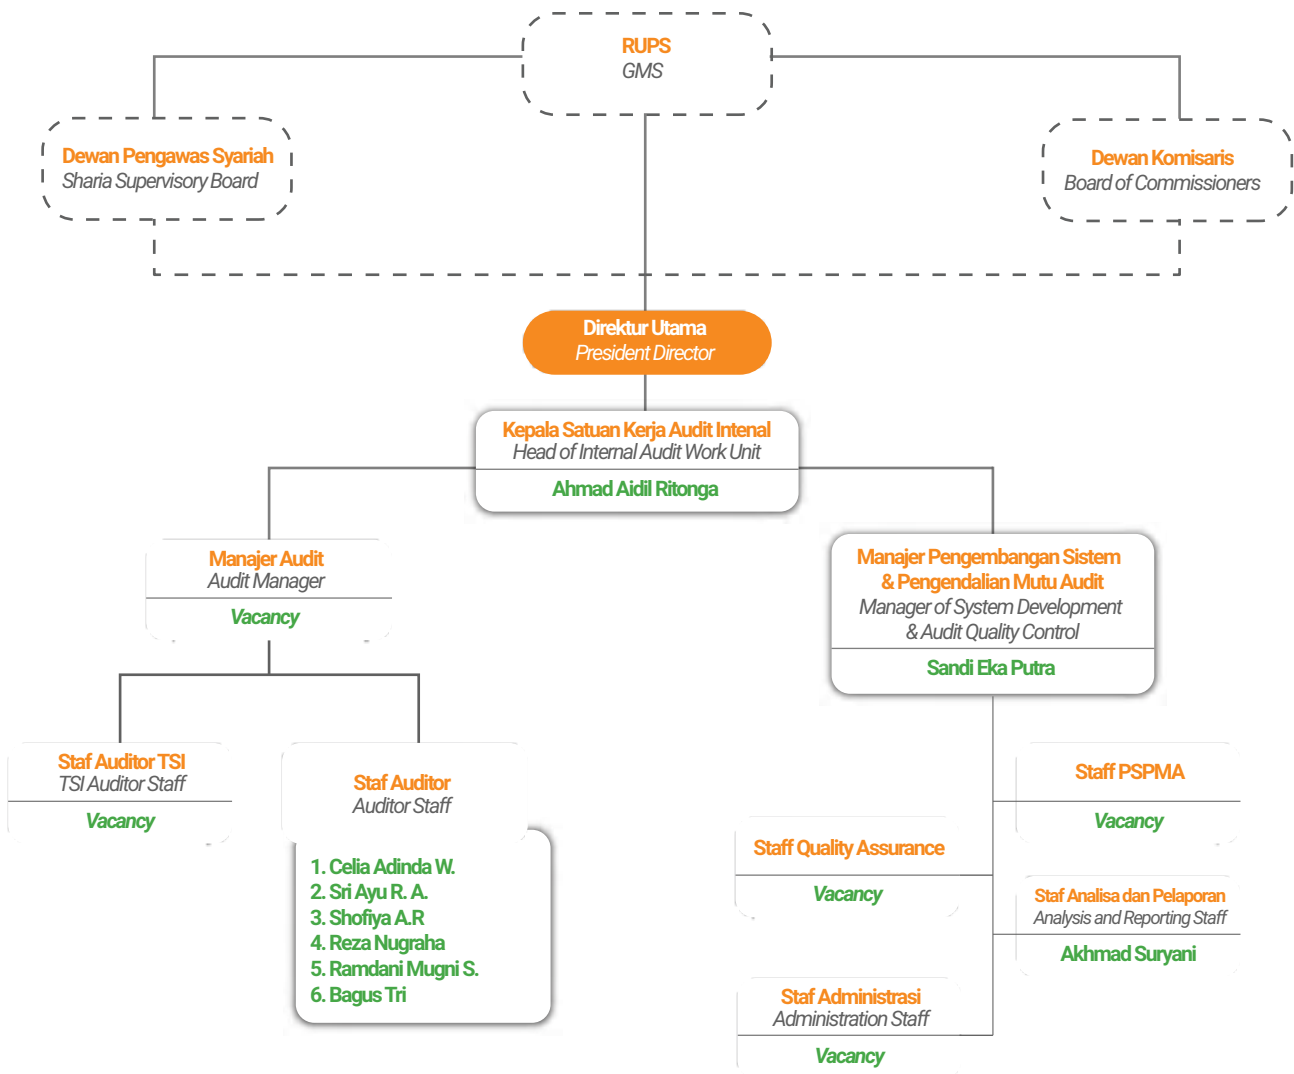 RUPS
GMS
Dewan Pengawas Syariah
Sharia Supervisory Board
Dewan Komisaris
Board of Commissioners
Direktur Utama
President Director
Kepala Satuan Kerja Audit Intenal
Head of Internal Audit Work Unit
Ahmad Aidil Ritonga
Manajer Audit
Audit Manager
Vacancy
Manajer Pengembangan Sistem
& Pengendalian Mutu Audit
Manager of System Development
& Audit Quality Control
Sandi Eka Putra
Staf Auditor TSI
TSI Auditor Staff
Vacancy
Staf Auditor
Auditor Staff
1. Celia Adinda W.
2. Sri Ayu R. A.
3. Shofiya A.R
4. Reza Nugraha
5. Ramdani Mugni S.
6. Bagus Tri
Staff PSPMA
Vacancy
Staff Quality Assurance
Vacancy
Staf Analisa dan Pelaporan
Analysis and Reporting Staff
Akhmad Suryani
Staf Administrasi
Administration Staff
Vacancy